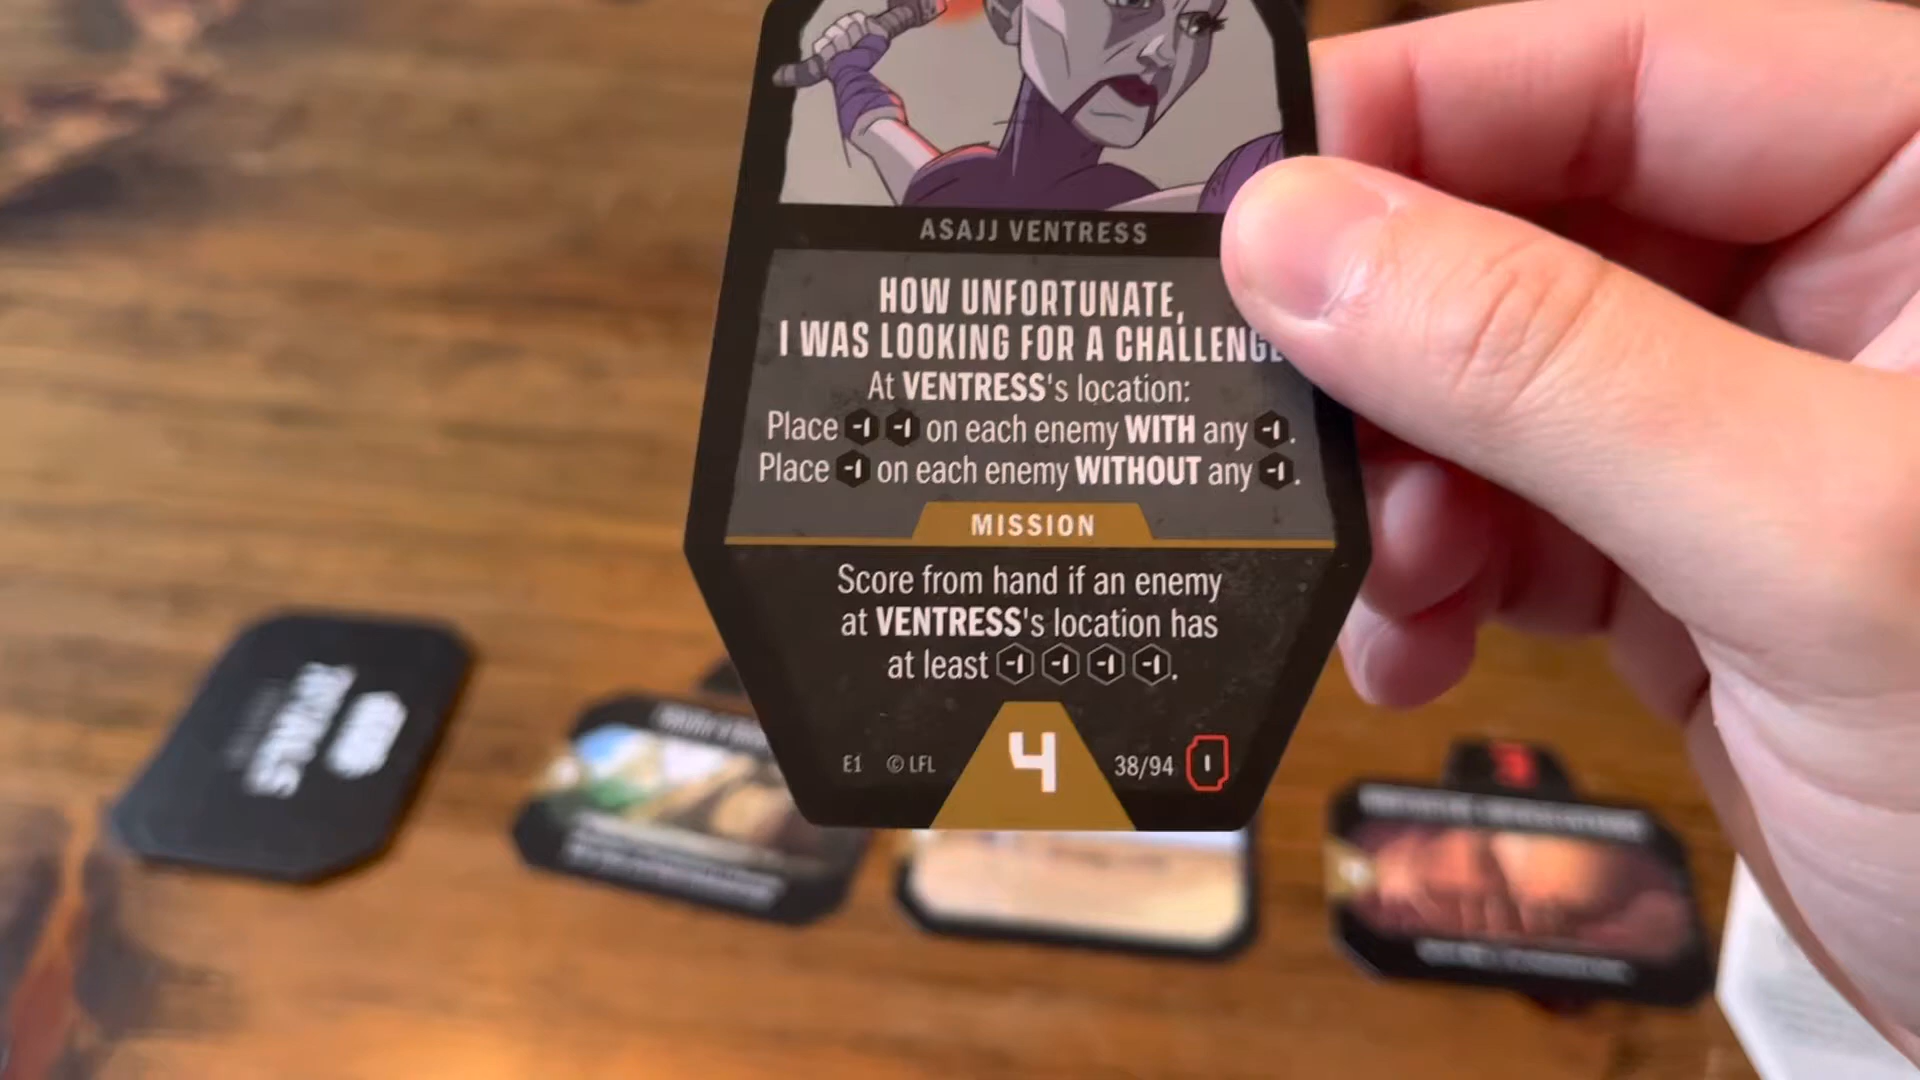 ASAJJ VENTRESS
HOW UNFORTUNATE,
I WAS LOOKING FOR A CHALLENGE
At VENTRESS's location:
Place -1 -1 on each enemy WITH any -1.
Place -1 on each enemy WITHOUT any -1.
MISSION
Score from hand if an enemy
at VENTRESS's location has
at least -1 -1 -1 -1.
E1 © LFL 4 38/94 1
RIVALS
3